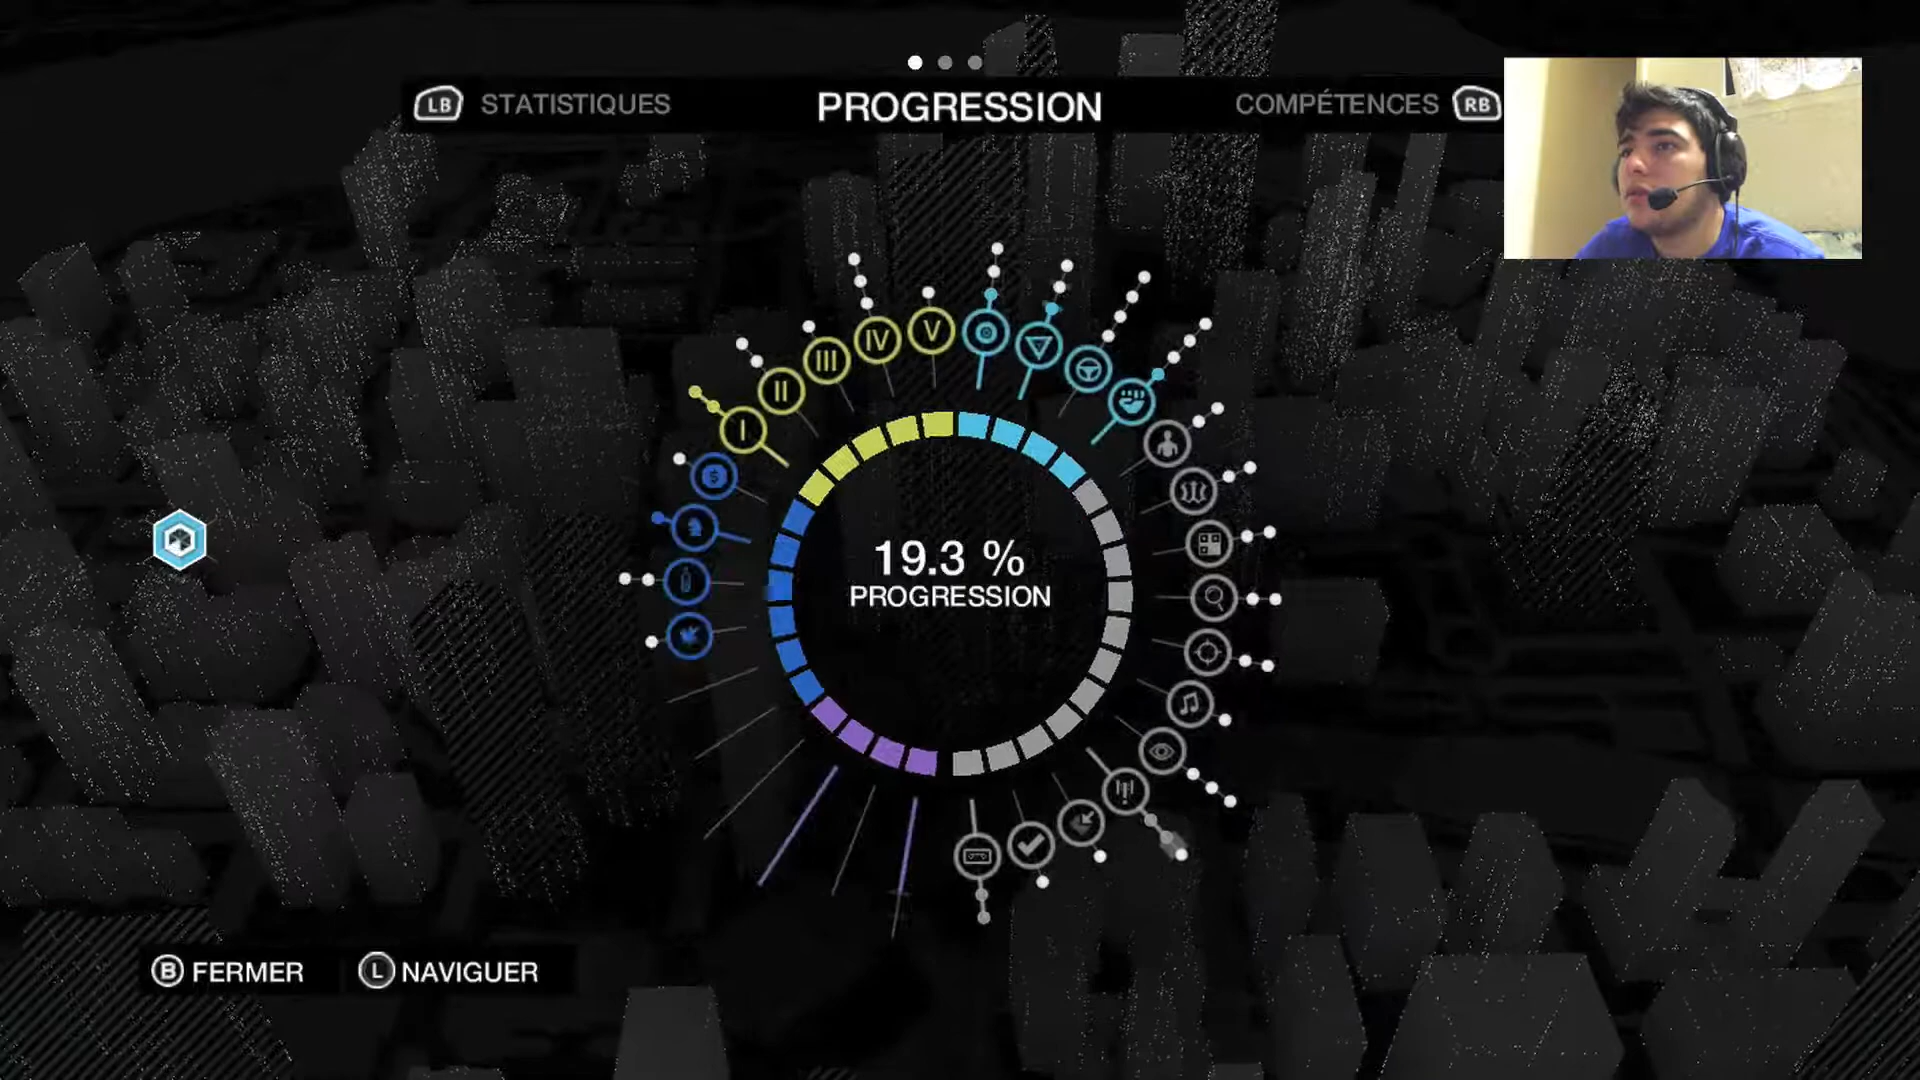 LB STATISTIQUES PROGRESSION COMPÉTENCES RB
IV V
III
II
I
$
19.3 %
PROGRESSION
B FERMER L NAVIGUER